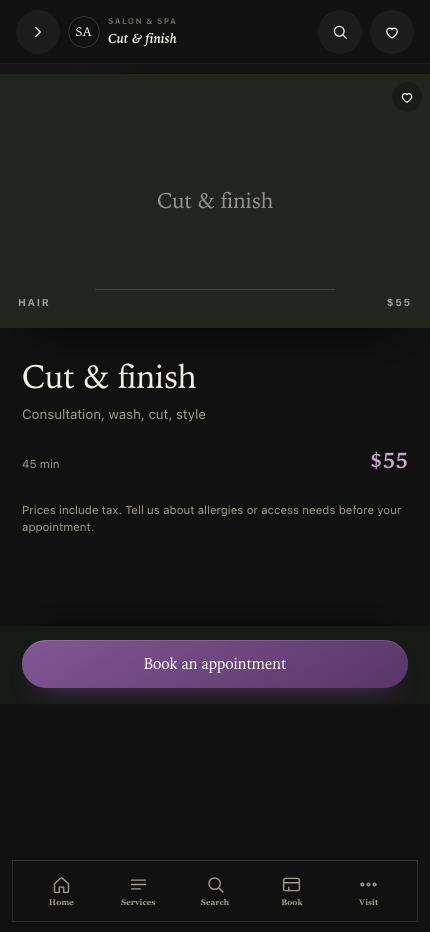 SA
SALON & SPA
Cut & finish
Cut & finish
HAIR
$55
Cut & finish
Consultation, wash, cut, style
45 min
$55
Prices include tax. Tell us about allergies or access needs before your
appointment.
Book an appointment
Home
Services
Search
Book
Visit